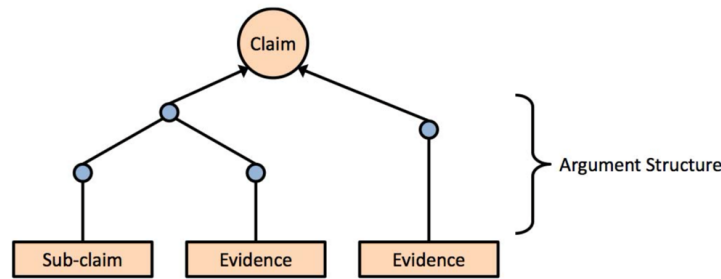 Claim
Argument Structure
Sub-claim
Evidence
Evidence